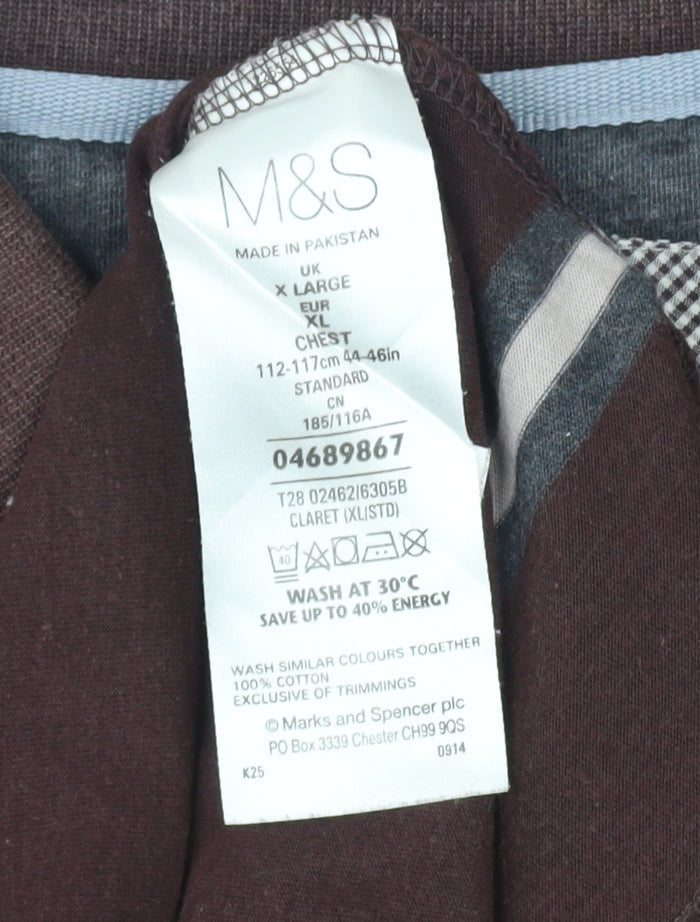 M&S
MADE IN PAKISTAN
UK
X LARGE
EUR
XL
CHEST
112-117cm 44-46in
STANDARD
CN
185/116A
04689867
T28 02462/6305B
CLARET (XL/STD)
40
WASH AT 30°C
SAVE UP TO 40% ENERGY
WASH SIMILAR COLOURS TOGETHER
100% COTTON
EXCLUSIVE OF TRIMMINGS
© Marks and Spencer plc
PO Box 3339 Chester CH99 9QS
K25 0914